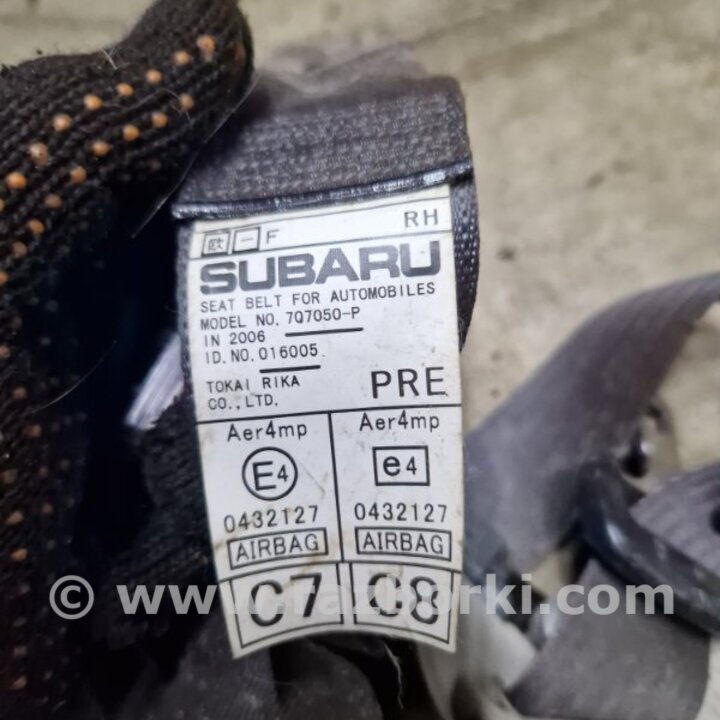 欧 一 F RH
SUBARU
SEAT BELT FOR AUTOMOBILES
MODEL NO. 7Q7050-P
IN 2006
ID.NO. 016005
TOKAI RIKA
CO.,LTD.
PRE
Aer4mp Aer4mp
E4 e4
0432127 0432127
AIRBAG AIRBAG
C7 C8
© www.razborki.com